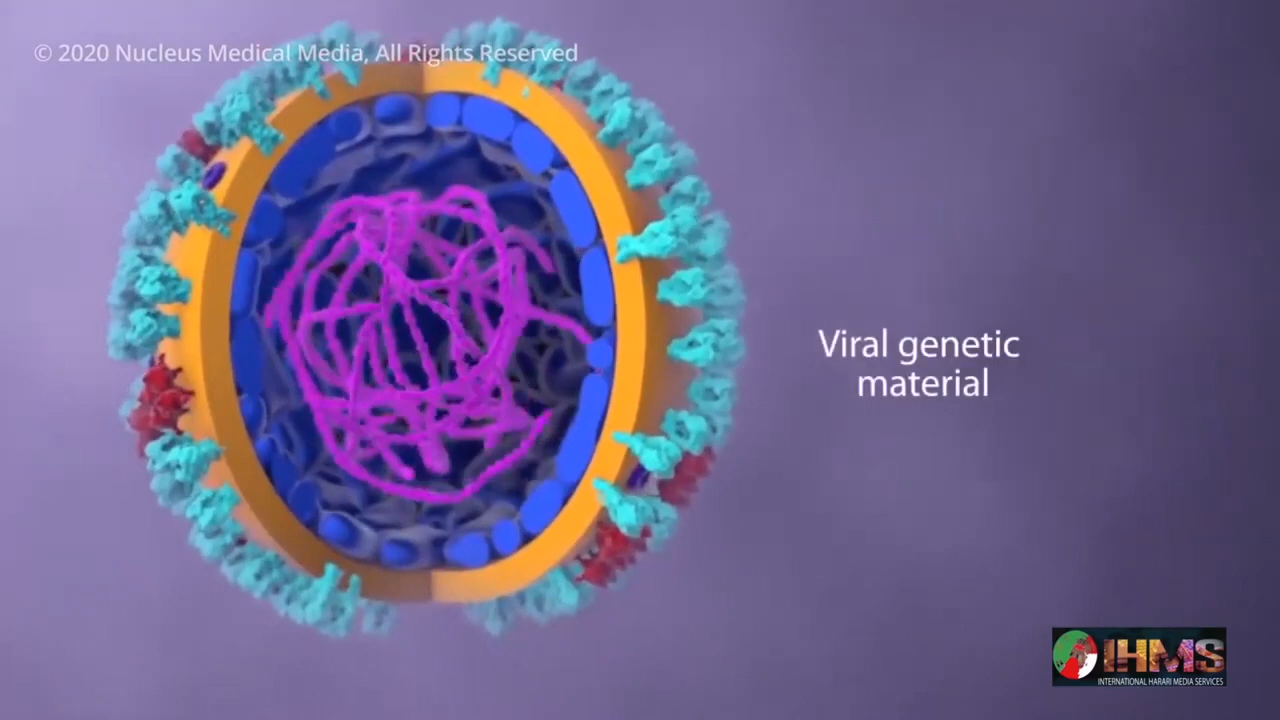 © 2020 Nucleus Medical Media, All Rights Reserved
Viral genetic
material
IHMS
INTERNATIONAL HARARI MEDIA SERVICES